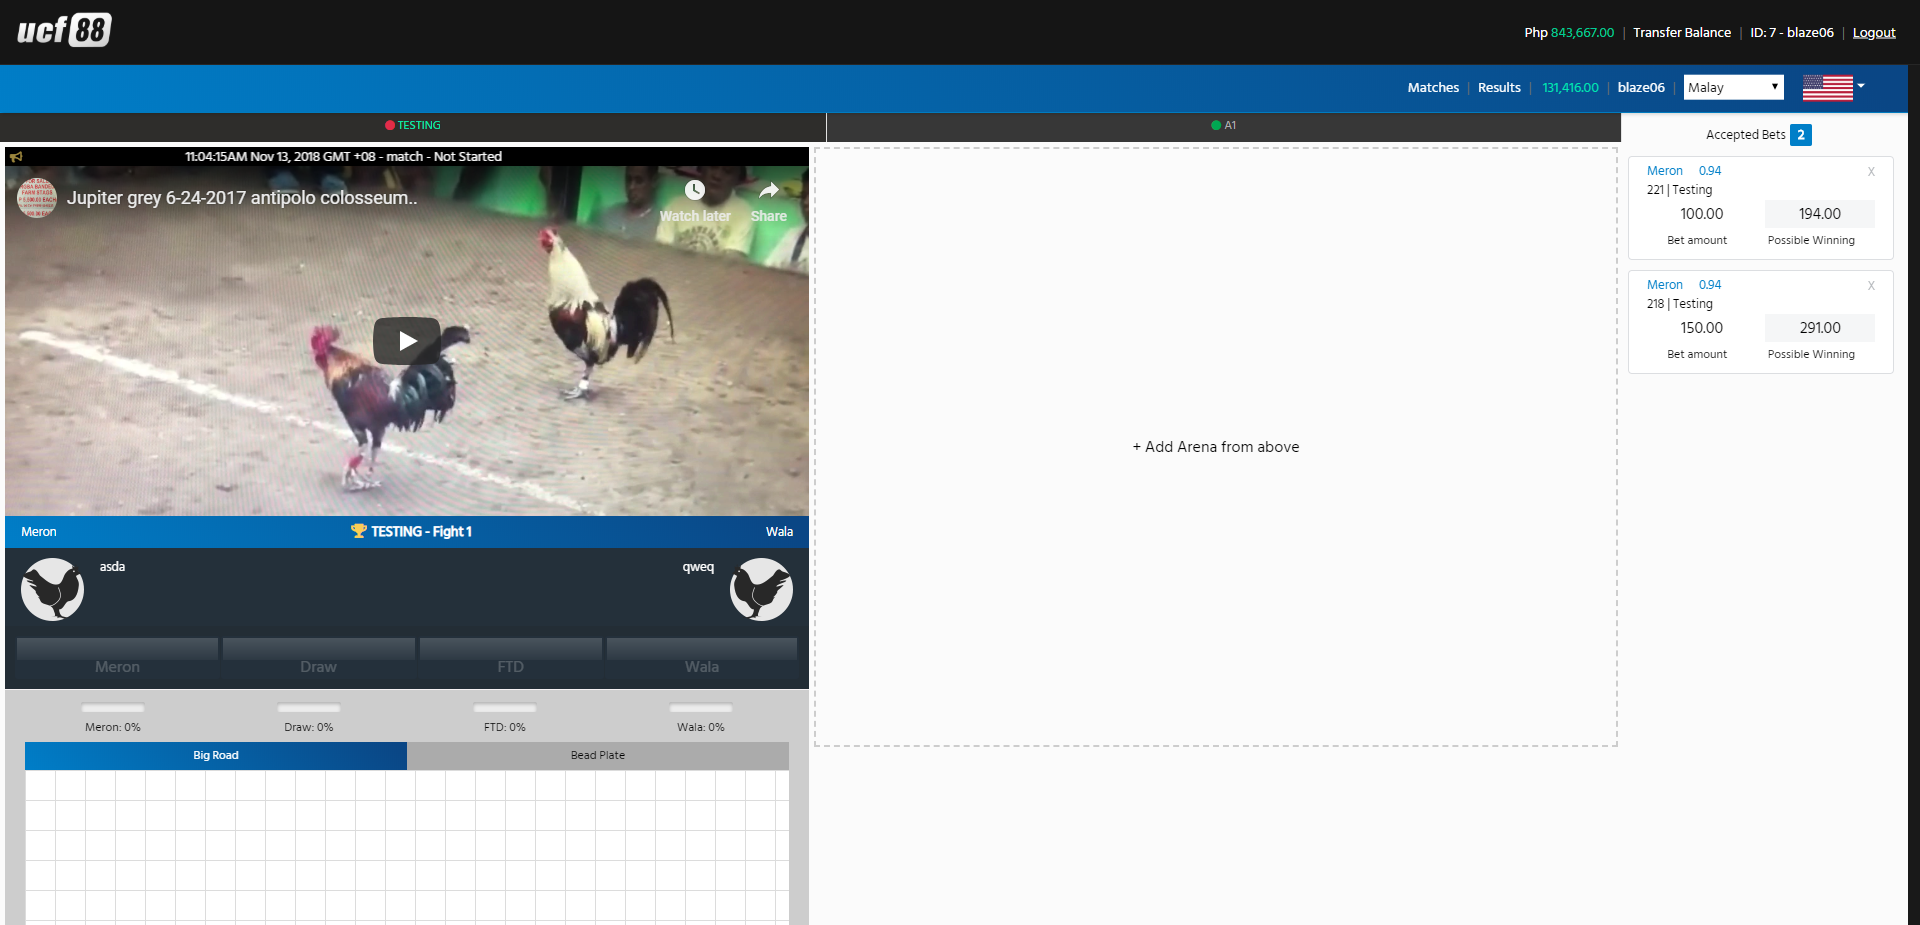 ucf 88
Php 843,667.00 | Transfer Balance | ID: 7 - blaze06 | Logout
Matches | Results | 131,416.00 | blaze06 | Malay
TESTING
A1
Accepted Bets 2
11:04:15AM Nov 13, 2018 GMT +08 - match - Not Started
Jupiter grey 6-24-2017 antipolo colosseum..
Watch later
Share
+ Add Arena from above
Meron 0.94 X
221 | Testing
100.00 194.00
Bet amount Possible Winning
Meron 0.94 X
218 | Testing
150.00 291.00
Bet amount Possible Winning
Meron TESTING - Fight 1 Wala
asda qweq
Meron Draw FTD Wala
Meron: 0% Draw: 0% FTD: 0% Wala: 0%
Big Road Bead Plate